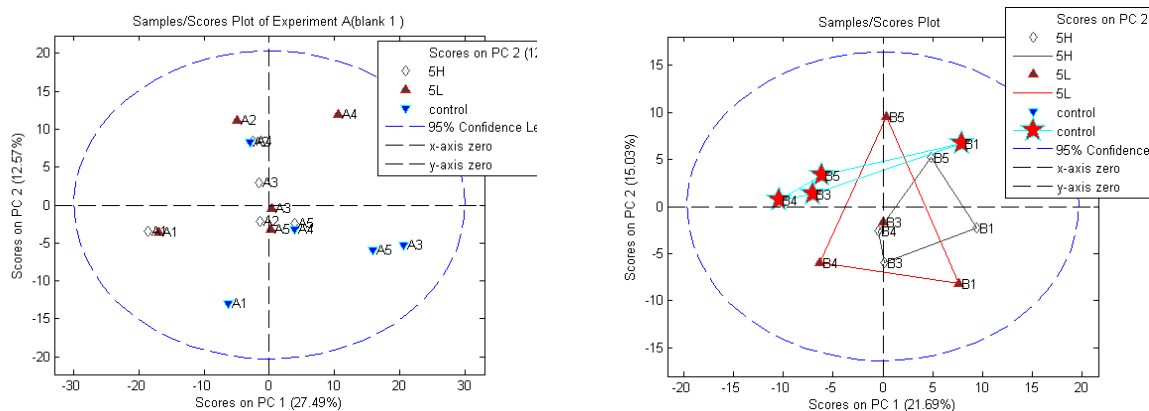 Samples/Scores Plot of Experiment A(blank 1 )
Scores on PC 2 (12.57%)
20
15
10
5
0
-5
-10
-15
-20
-30
-20
-10
0
10
20
30
Scores on PC 1 (27.49%)
Scores on PC 2 (12
5H
5L
control
95% Confidence Le
x-axis zero
y-axis zero
A2
A4
A4
A3
A3
A2
A5
A5
A4
A1
A5
A3
A1
Samples/Scores Plot
Scores on PC 2 (15.03%)
15
10
5
0
-5
-10
-15
-20
-15
-10
-5
0
5
10
15
20
Scores on PC 1 (21.69%)
Scores on PC 2
5H
5H
5L
5L
control
control
95% Confidence
x-axis zero
y-axis zero
B5
B1
B5
B5
B4
B3
B3
B4
B1
B4
B3
B1